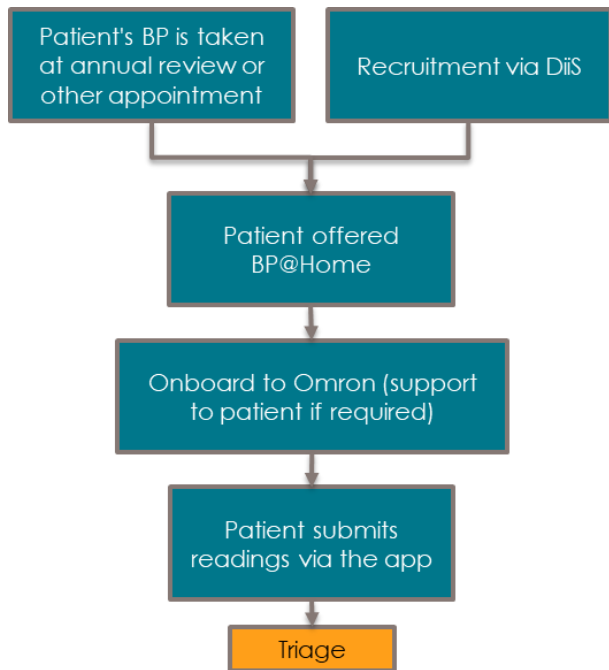 Patient's BP is taken
at annual review or
other appointment
Recruitment via DiiS
Patient offered
BP@Home
Onboard to Omron (support
to patient if required)
Patient submits
readings via the app
Triage